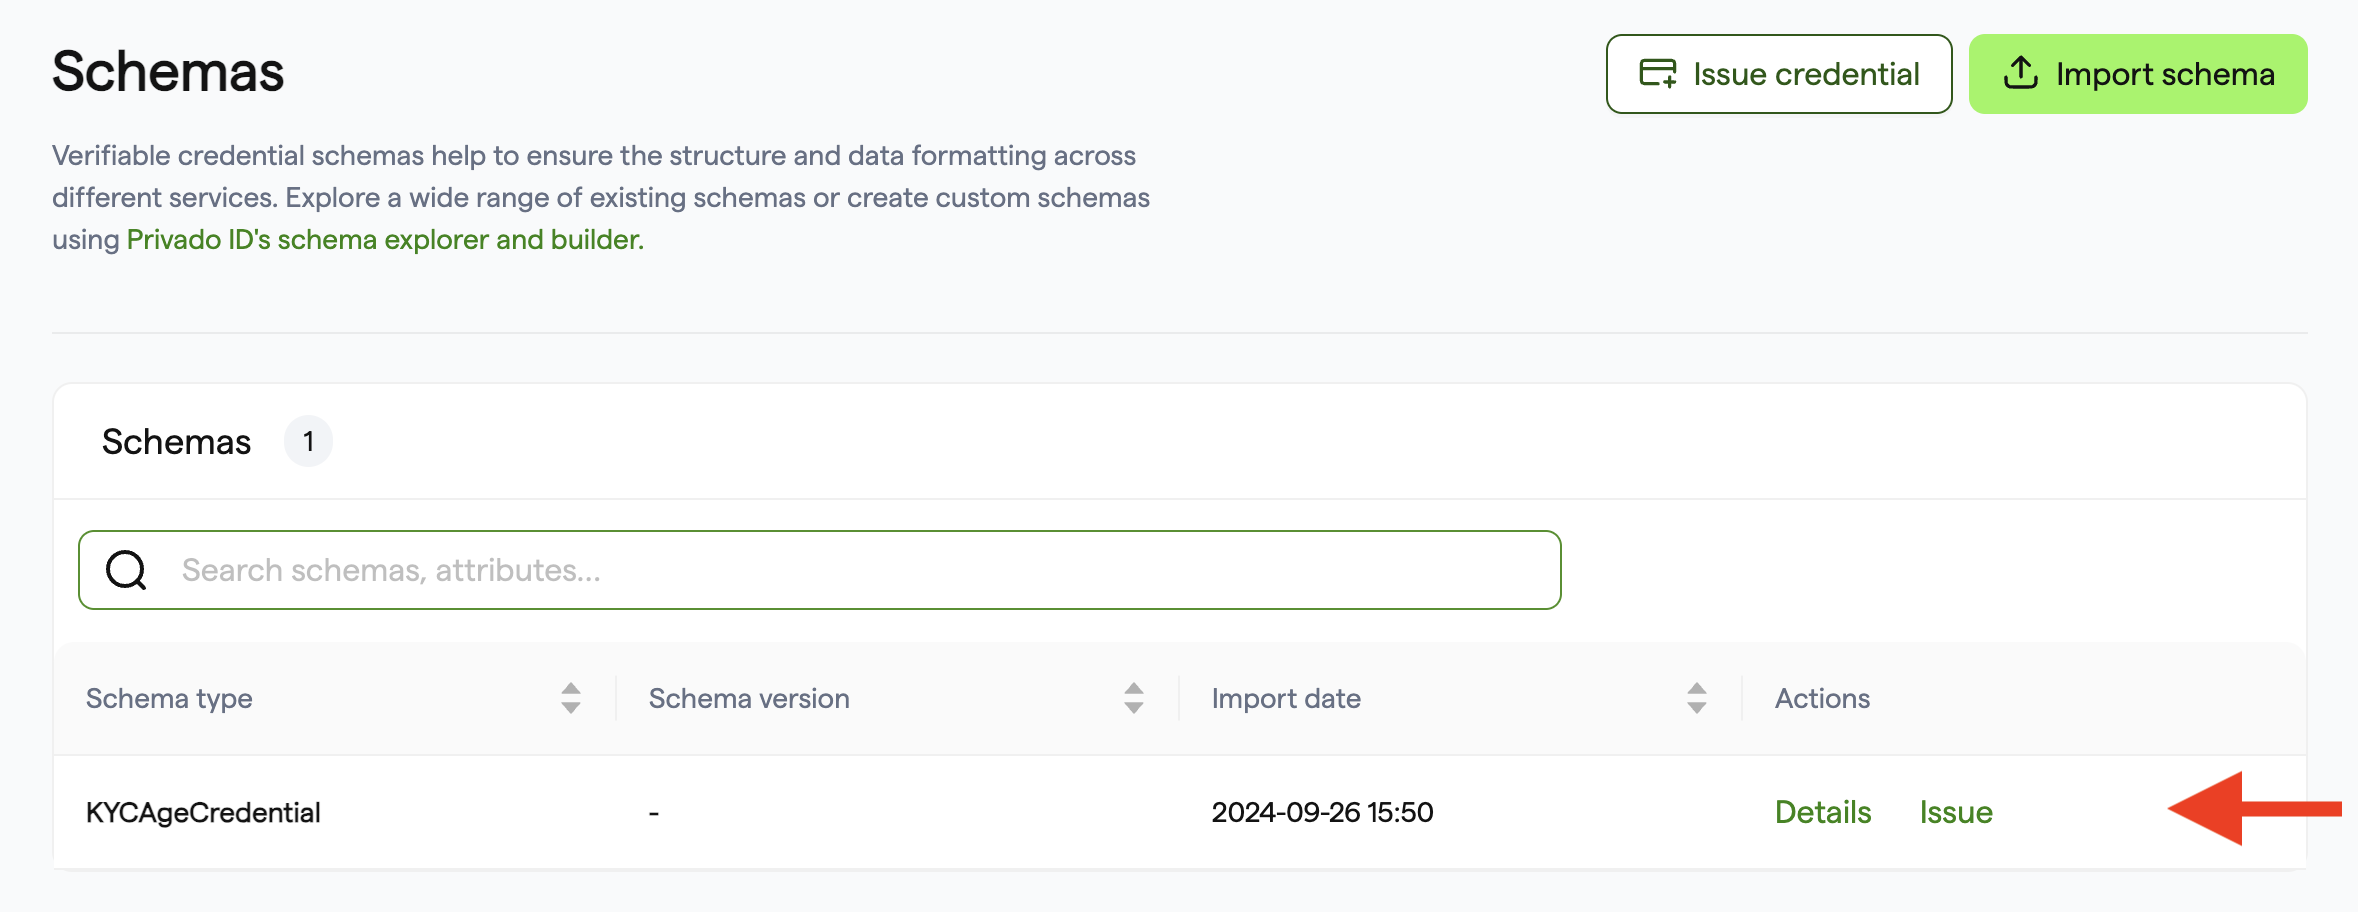 Schemas
Issue credential
Import schema
Verifiable credential schemas help to ensure the structure and data formatting across
different services. Explore a wide range of existing schemas or create custom schemas
using Privado ID's schema explorer and builder.
Schemas 1
Search schemas, attributes...
Schema type Schema version Import date Actions
KYCAgeCredential - 2024-09-26 15:50 Details Issue